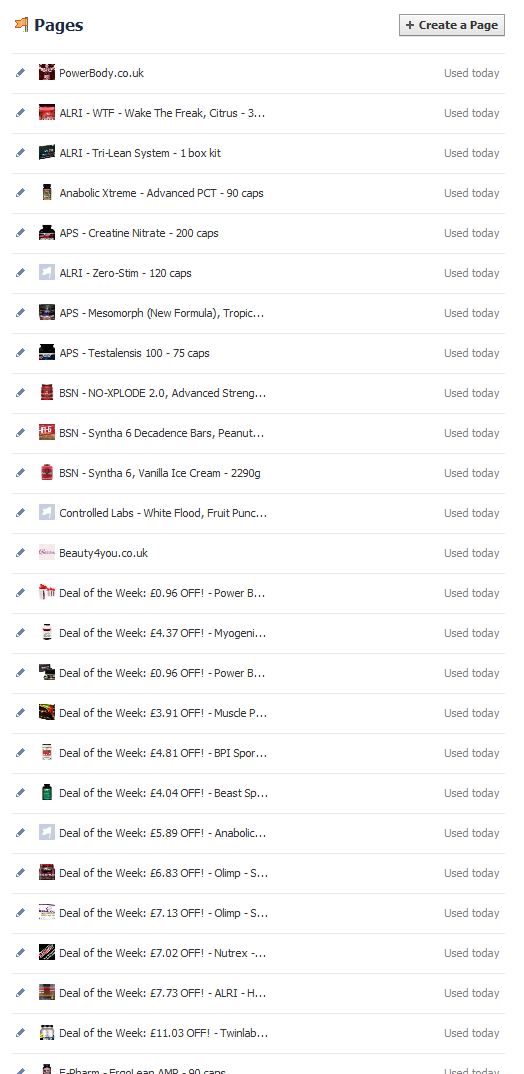 Pages
+ Create a Page
PowerBody.co.uk Used today
ALRI - WTF - Wake The Freak, Citrus - 3... Used today
ALRI - Tri-Lean System - 1 box kit Used today
Anabolic Xtreme - Advanced PCT - 90 caps Used today
APS - Creatine Nitrate - 200 caps Used today
ALRI - Zero-Stim - 120 caps Used today
APS - Mesomorph (New Formula), Tropic... Used today
APS - Testalensis 100 - 75 caps Used today
BSN - NO-XPLODE 2.0, Advanced Streng... Used today
BSN - Syntha 6 Decadence Bars, Peanut... Used today
BSN - Syntha 6, Vanilla Ice Cream - 2290g Used today
Controlled Labs - White Flood, Fruit Punc... Used today
Beauty4you.co.uk Used today
Deal of the Week: £0.96 OFF! - Power B... Used today
Deal of the Week: £4.37 OFF! - Myogeni... Used today
Deal of the Week: £0.96 OFF! - Power B... Used today
Deal of the Week: £3.91 OFF! - Muscle P... Used today
Deal of the Week: £4.81 OFF! - BPI Spor... Used today
Deal of the Week: £4.04 OFF! - Beast Sp... Used today
Deal of the Week: £5.89 OFF! - Anabolic... Used today
Deal of the Week: £6.83 OFF! - Olimp - S... Used today
Deal of the Week: £7.13 OFF! - Olimp - S... Used today
Deal of the Week: £7.02 OFF! - Nutrex -... Used today
Deal of the Week: £7.73 OFF! - ALRI - H... Used today
Deal of the Week: £11.03 OFF! - Twinlab... Used today
E-Pharm - ErgoLean AMP - 90 caps Used today